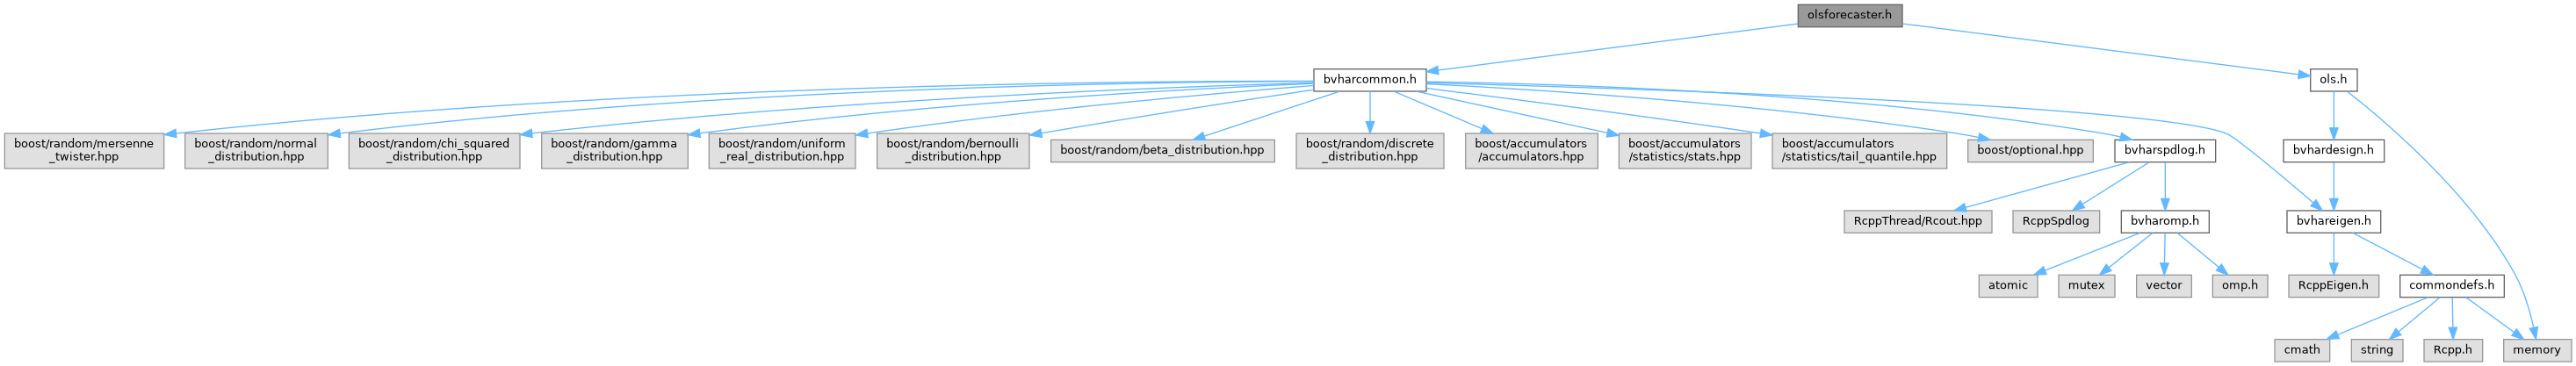 olsforecaster.h
bvharcommon.h
ols.h
boost/random/mersenne
_twister.hpp
boost/random/normal
_distribution.hpp
boost/random/chi_squared
_distribution.hpp
boost/random/gamma
_distribution.hpp
boost/random/uniform
_real_distribution.hpp
boost/random/bernoulli
_distribution.hpp
boost/random/beta_distribution.hpp
boost/random/discrete
_distribution.hpp
boost/accumulators
/accumulators.hpp
boost/accumulators
/statistics/stats.hpp
boost/accumulators
/statistics/tail_quantile.hpp
boost/optional.hpp
bvharspdlog.h
bvhardesign.h
RcppThread/Rcout.hpp
RcppSpdlog
bvharomp.h
bvhareigen.h
atomic
mutex
vector
omp.h
RcppEigen.h
commondefs.h
cmath
string
Rcpp.h
memory